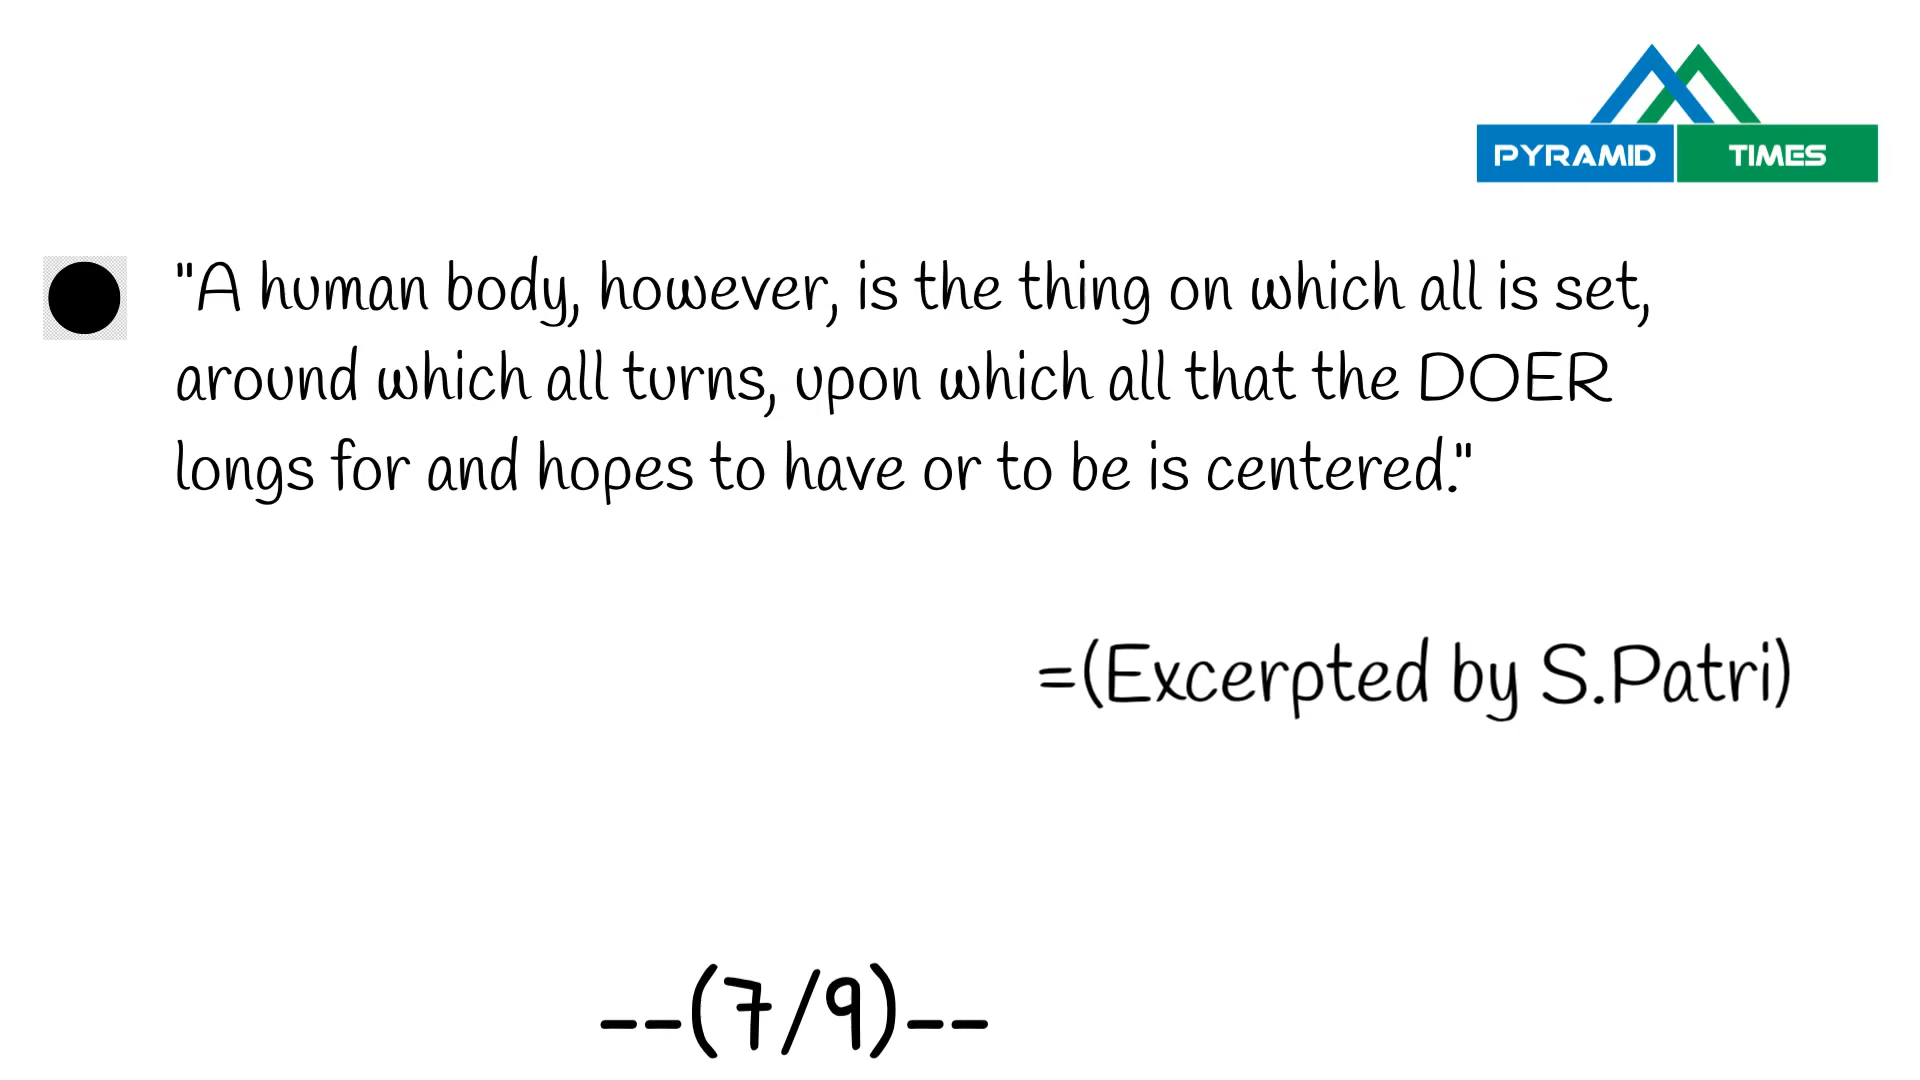 PYRAMID TIMES
"A human body, however, is the thing on which all is set,
around which all turns, upon which all that the DOER
longs for and hopes to have or to be is centered."
=(Excerpted by S.Patri)
--(7/9)--